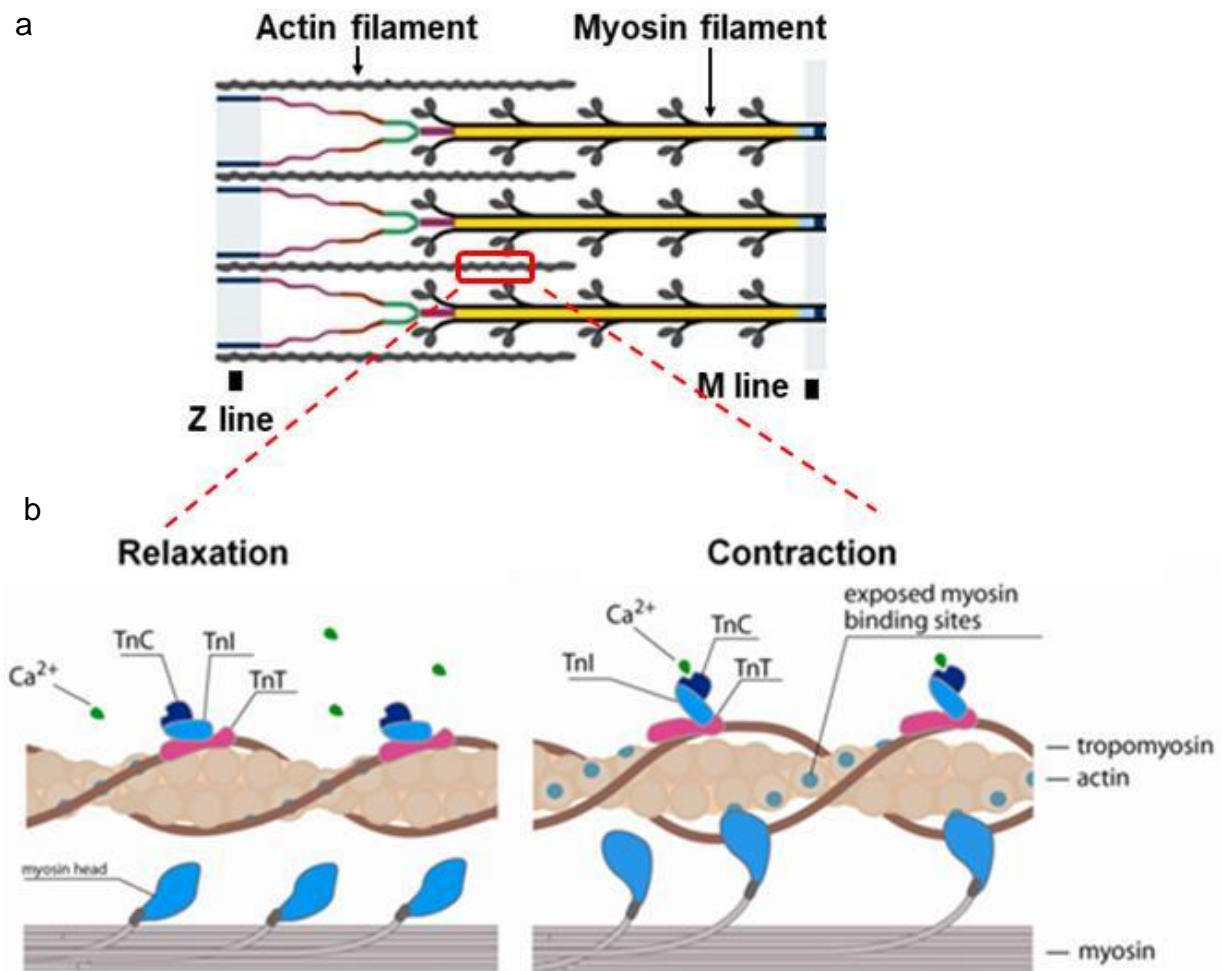 a
Actin filament
Myosin filament
Z line
M line
b
Relaxation
Contraction
Ca2+
TnC
TnI
TnT
myosin head
Ca2+
TnC
TnI
TnT
exposed myosin
binding sites
tropomyosin
actin
myosin